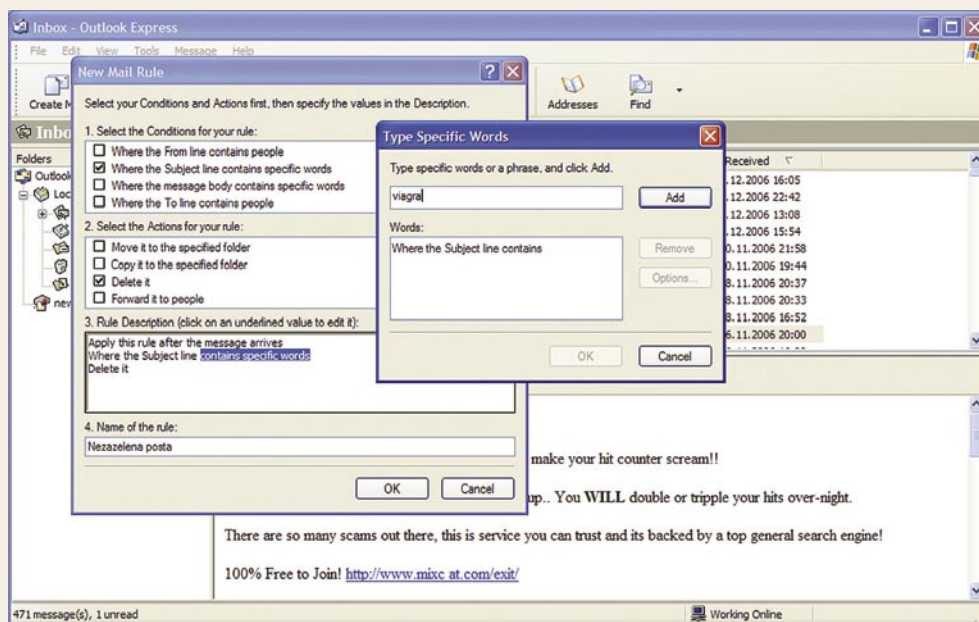 Inbox - Outlook Express
File Edit View Tools Message Help
Create M
Addresses
Find
Inbo
Folders
Outlook
Loc
new
New Mail Rule
Select your Conditions and Actions first, then specify the values in the Description.
1. Select the Conditions for your rule:
Where the From line contains people
Where the Subject line contains specific words
Where the message body contains specific words
Where the To line contains people
2. Select the Actions for your rule:
Move it to the specified folder
Copy it to the specified folder
Delete it
Forward it to people
3. Rule Description (click on an underlined value to edit it):
Apply this rule after the message arrives
Where the Subject line contains specific words
Delete it
4. Name of the rule:
Nezazelena posta
OK Cancel
Type Specific Words
Type specific words or a phrase, and click Add.
viagra
Add
Words:
Where the Subject line contains
Remove
Options...
OK Cancel
Received
.12.2006 16:05
.12.2006 22:42
.12.2006 13:08
.12.2006 15:54
0.11.2006 21:58
0.11.2006 19:44
8.11.2006 20:37
8.11.2006 20:33
8.11.2006 16:52
6.11.2006 20:00
make your hit counter scream!!
up.. You WILL double or tripple your hits over-night.
There are so many scams out there, this is service you can trust and its backed by a top general search engine!
100% Free to Join! http://www.mixc at.com/exit/
471 message(s), 1 unread
Working Online